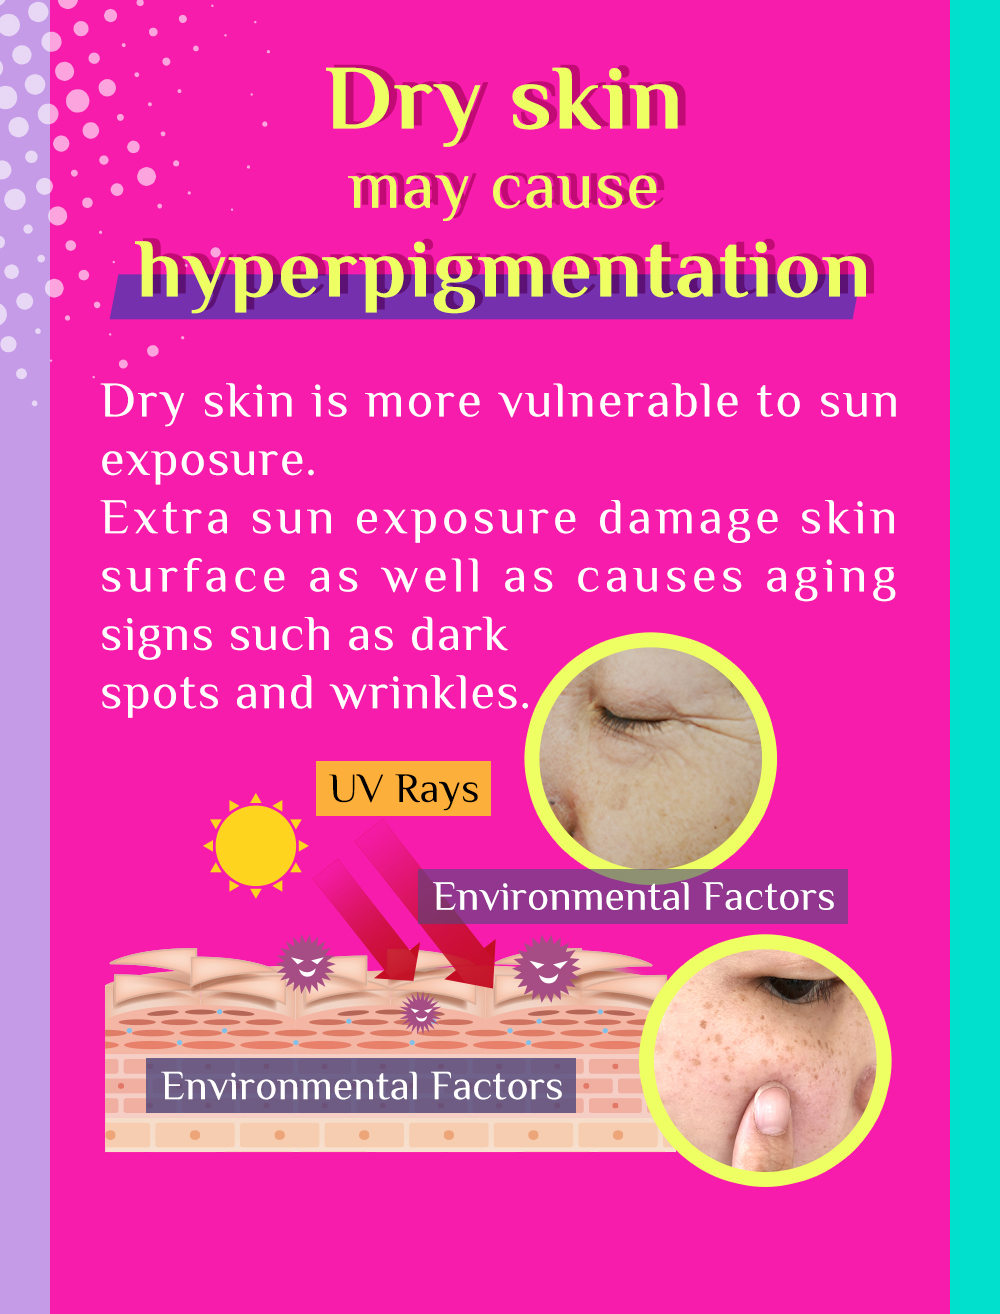 Dry skin
may cause
hyperpigmentation
Dry skin is more vulnerable to sun
exposure.
Extra sun exposure damage skin
surface as well as causes aging
signs such as dark
spots and wrinkles.
UV Rays
Environmental Factors
Environmental Factors